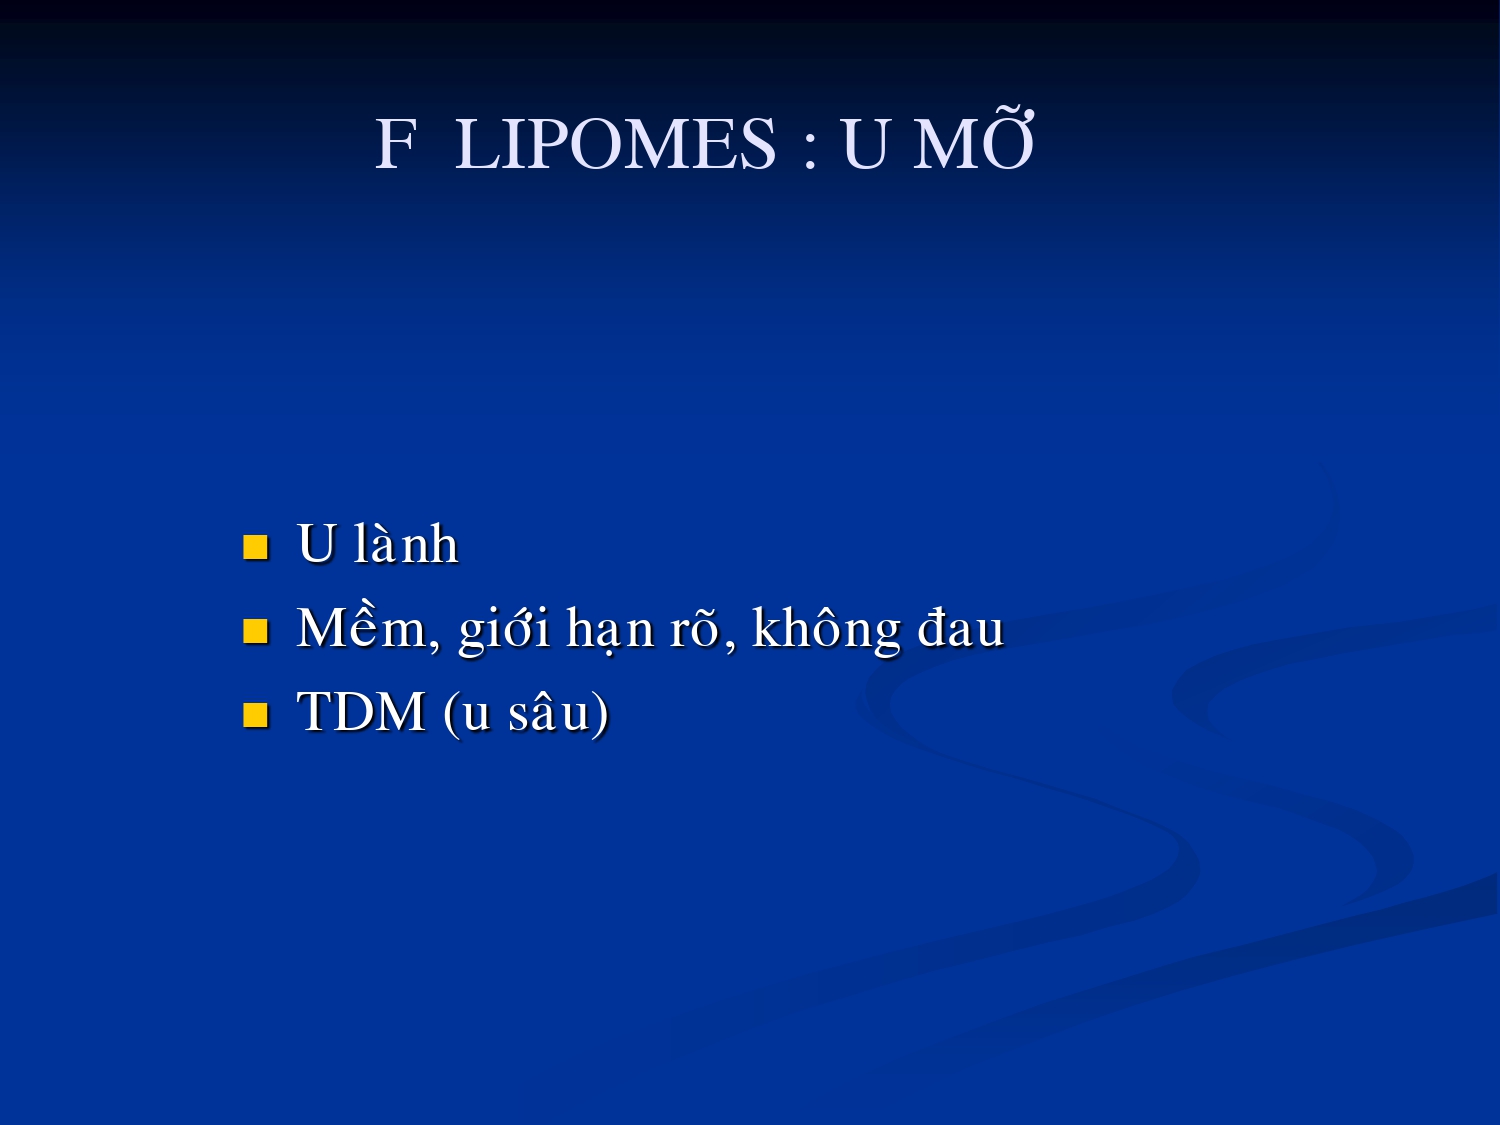 F LIPOMES : U MỠ
U lành
Mềm, giới hạn rõ, không đau
TDM (u sâu)